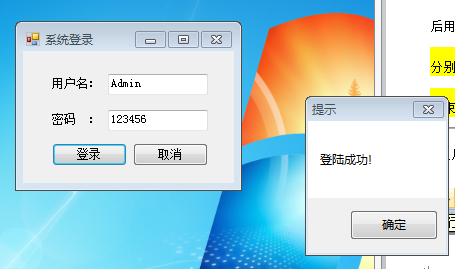 系统登录
用户名: Admin
密码 : 123456
登录 取消
提示
登陆成功!
确定
后用
分别
束